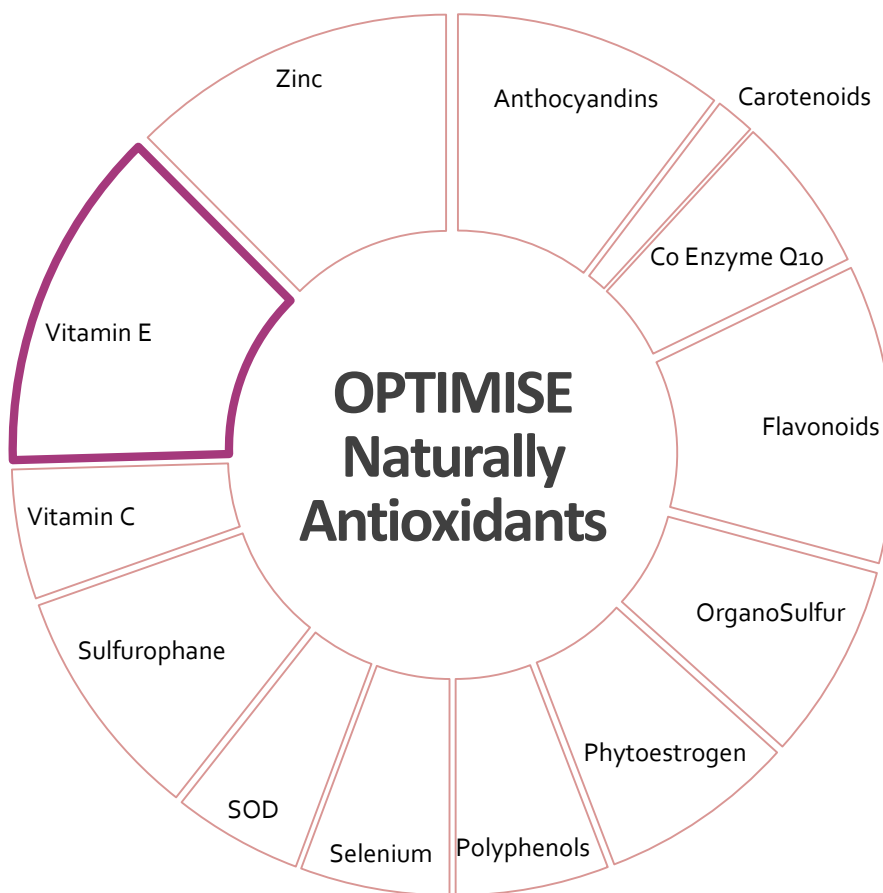 Zinc
Anthocyandins
Carotenoids
Co Enzyme Q10
Vitamin E
OPTIMISE
Naturally
Antioxidants
Flavonoids
Vitamin C
OrganoSulfur
Sulfurophane
Phytoestrogen
SOD
Selenium
Polyphenols